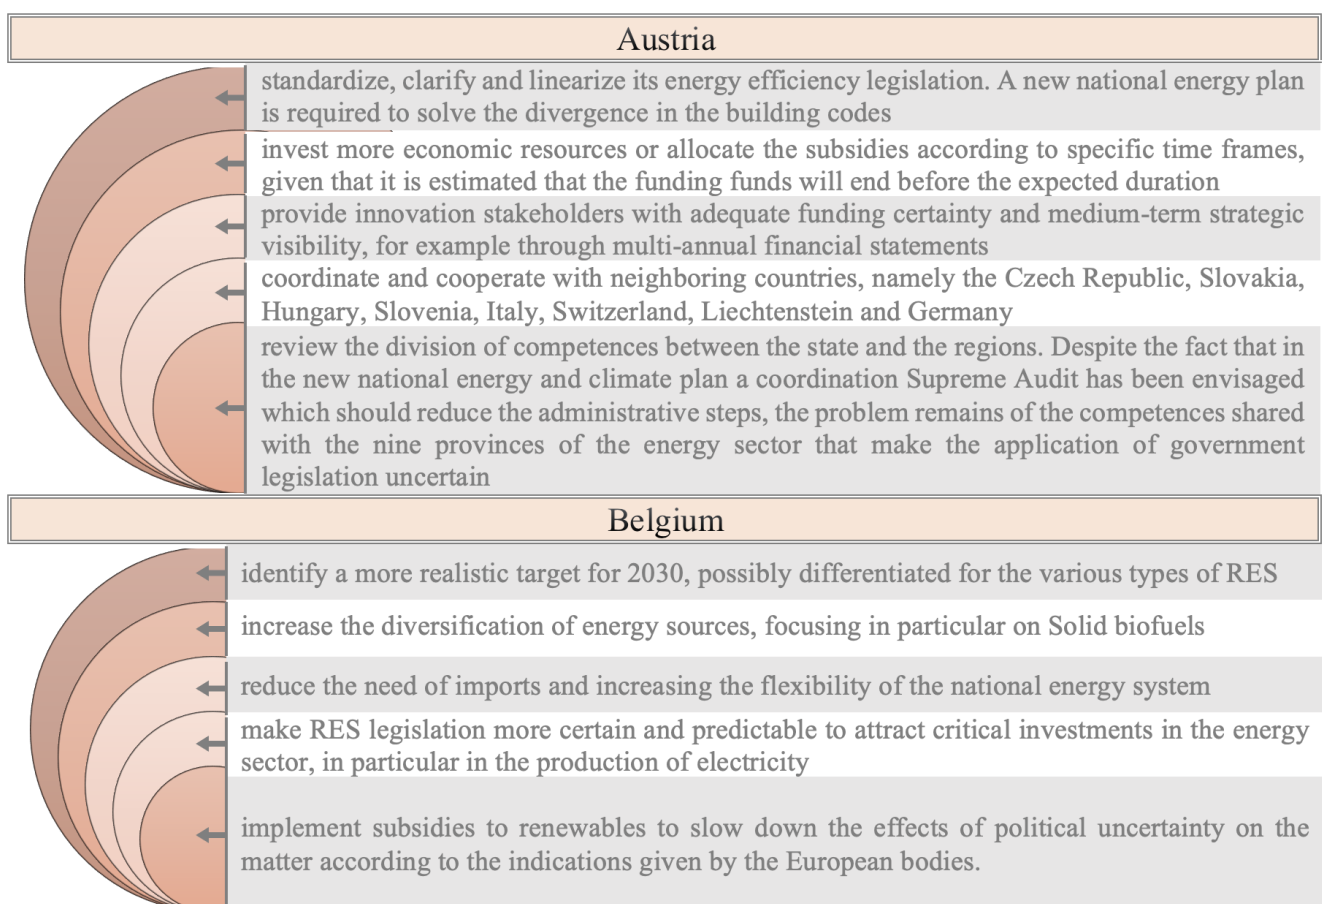 Austria
standardize, clarify and linearize its energy efficiency legislation. A new national energy plan
is required to solve the divergence in the building codes
invest more economic resources or allocate the subsidies according to specific time frames,
given that it is estimated that the funding funds will end before the expected duration
provide innovation stakeholders with adequate funding certainty and medium-term strategic
visibility, for example through multi-annual financial statements
coordinate and cooperate with neighboring countries, namely the Czech Republic, Slovakia,
Hungary, Slovenia, Italy, Switzerland, Liechtenstein and Germany
review the division of competences between the state and the regions. Despite the fact that in
the new national energy and climate plan a coordination Supreme Audit has been envisaged
which should reduce the administrative steps, the problem remains of the competences shared
with the nine provinces of the energy sector that make the application of government
legislation uncertain
Belgium
identify a more realistic target for 2030, possibly differentiated for the various types of RES
increase the diversification of energy sources, focusing in particular on Solid biofuels
reduce the need of imports and increasing the flexibility of the national energy system
make RES legislation more certain and predictable to attract critical investments in the energy
sector, in particular in the production of electricity
implement subsidies to renewables to slow down the effects of political uncertainty on the
matter according to the indications given by the European bodies.